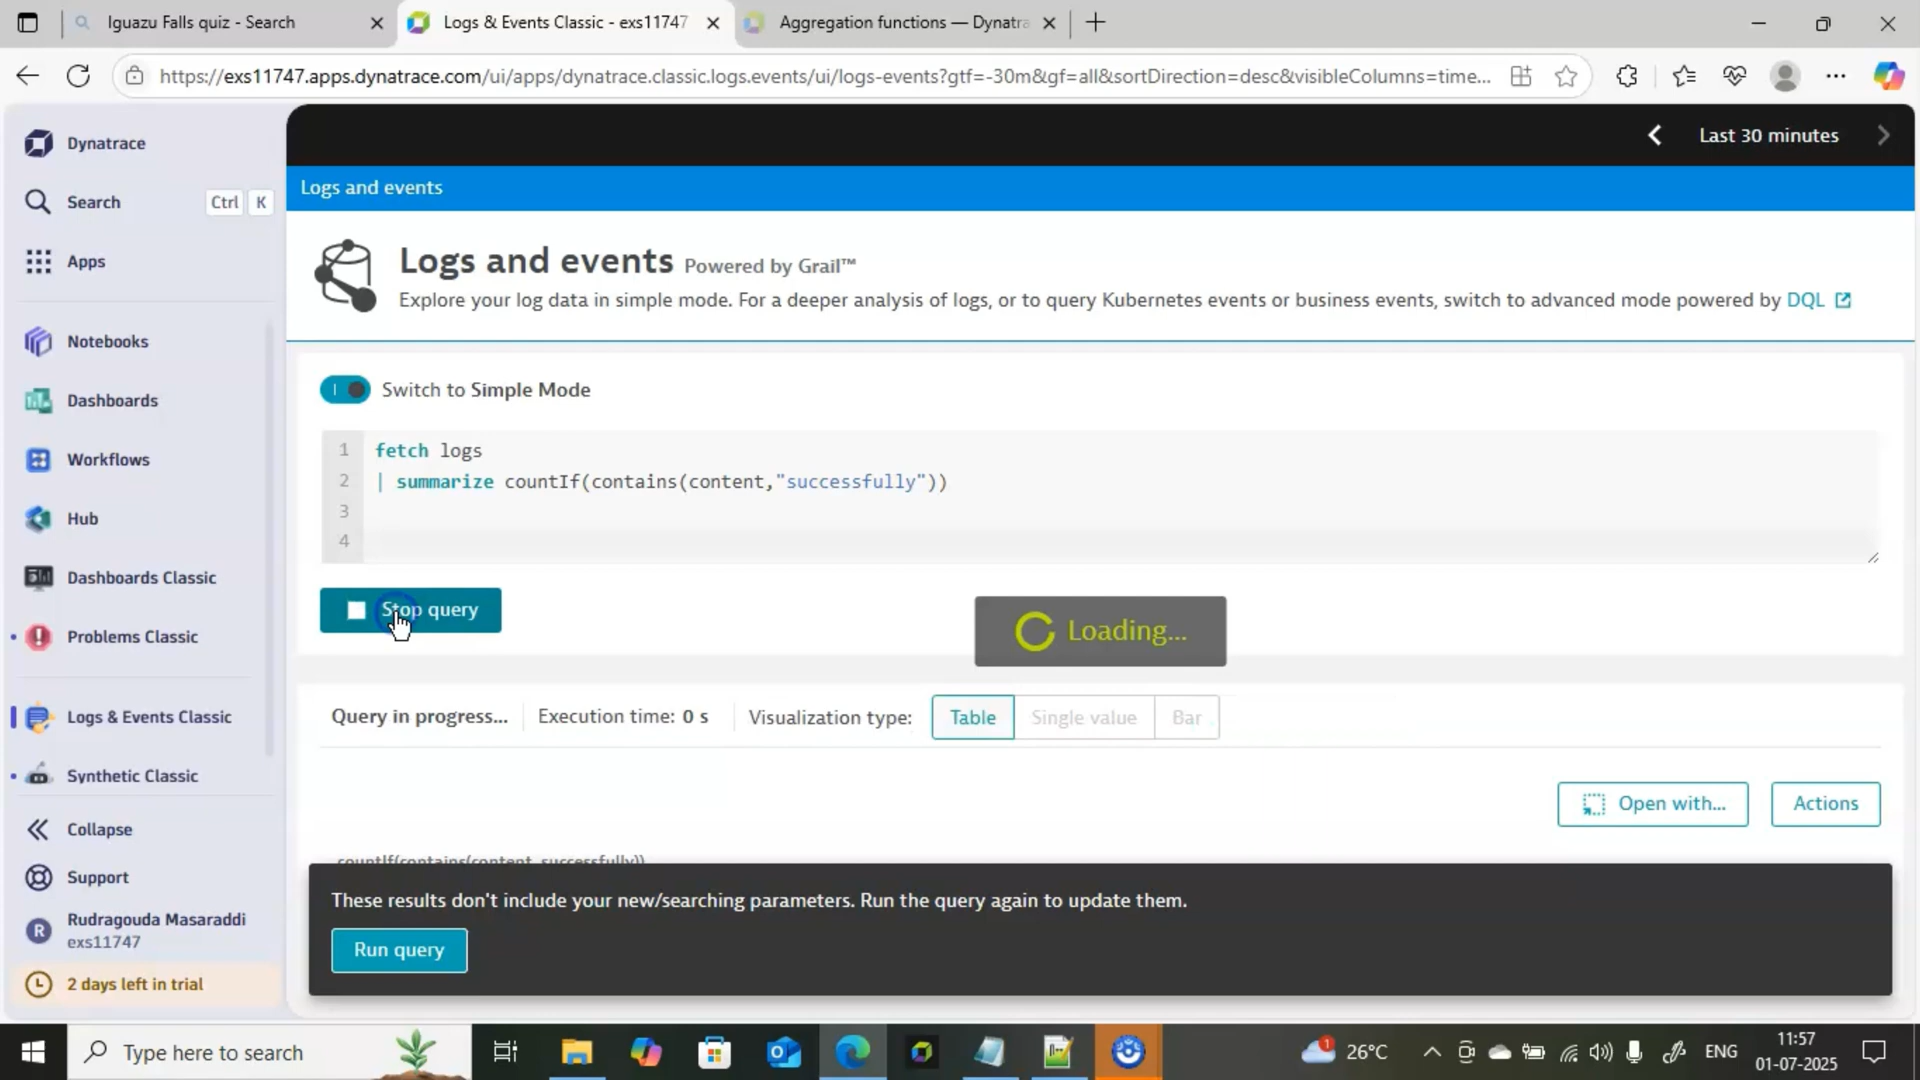 Iguazu Falls quiz - Search
Logs & Events Classic - exs11747
Aggregation functions — Dynatra
https://exs11747.apps.dynatrace.com/ui/apps/dynatrace.classic.logs.events/ui/logs-events?gtf=-30m&gf=all&sortDirection=desc&visibleColumns=time...
Dynatrace
Search Ctrl K
Apps
Notebooks
Dashboards
Workflows
Hub
Dashboards Classic
Problems Classic
Logs & Events Classic
Synthetic Classic
Collapse
Support
R Rudragouda Masaraddi
exs11747
2 days left in trial
Last 30 minutes
Logs and events
Logs and events Powered by Grail™
Explore your log data in simple mode. For a deeper analysis of logs, or to query Kubernetes events or business events, switch to advanced mode powered by DQL
Switch to Simple Mode
1 fetch logs
2 | summarize countIf(contains(content,"successfully"))
3
4
Stop query
Loading...
Query in progress... Execution time: 0 s Visualization type: Table Single value Bar
Open with... Actions
countIf(contains(content, successfully))
These results don't include your new/searching parameters. Run the query again to update them.
Run query
Type here to search
1 26°C ENG 11:57
01-07-2025